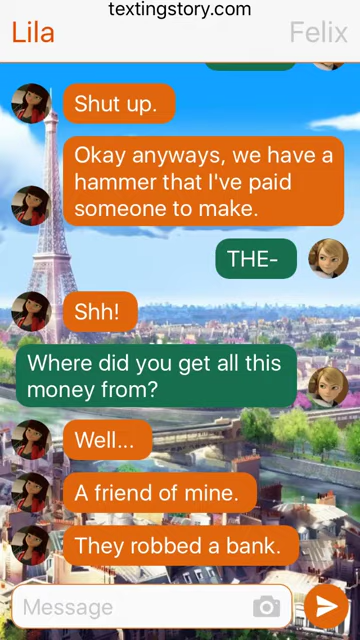 textingstory.com
Lila
Felix
Shut up.
Okay anyways, we have a
hammer that I've paid
someone to make.
THE-
Shh!
Where did you get all this
money from?
Well...
A friend of mine.
They robbed a bank.
Message